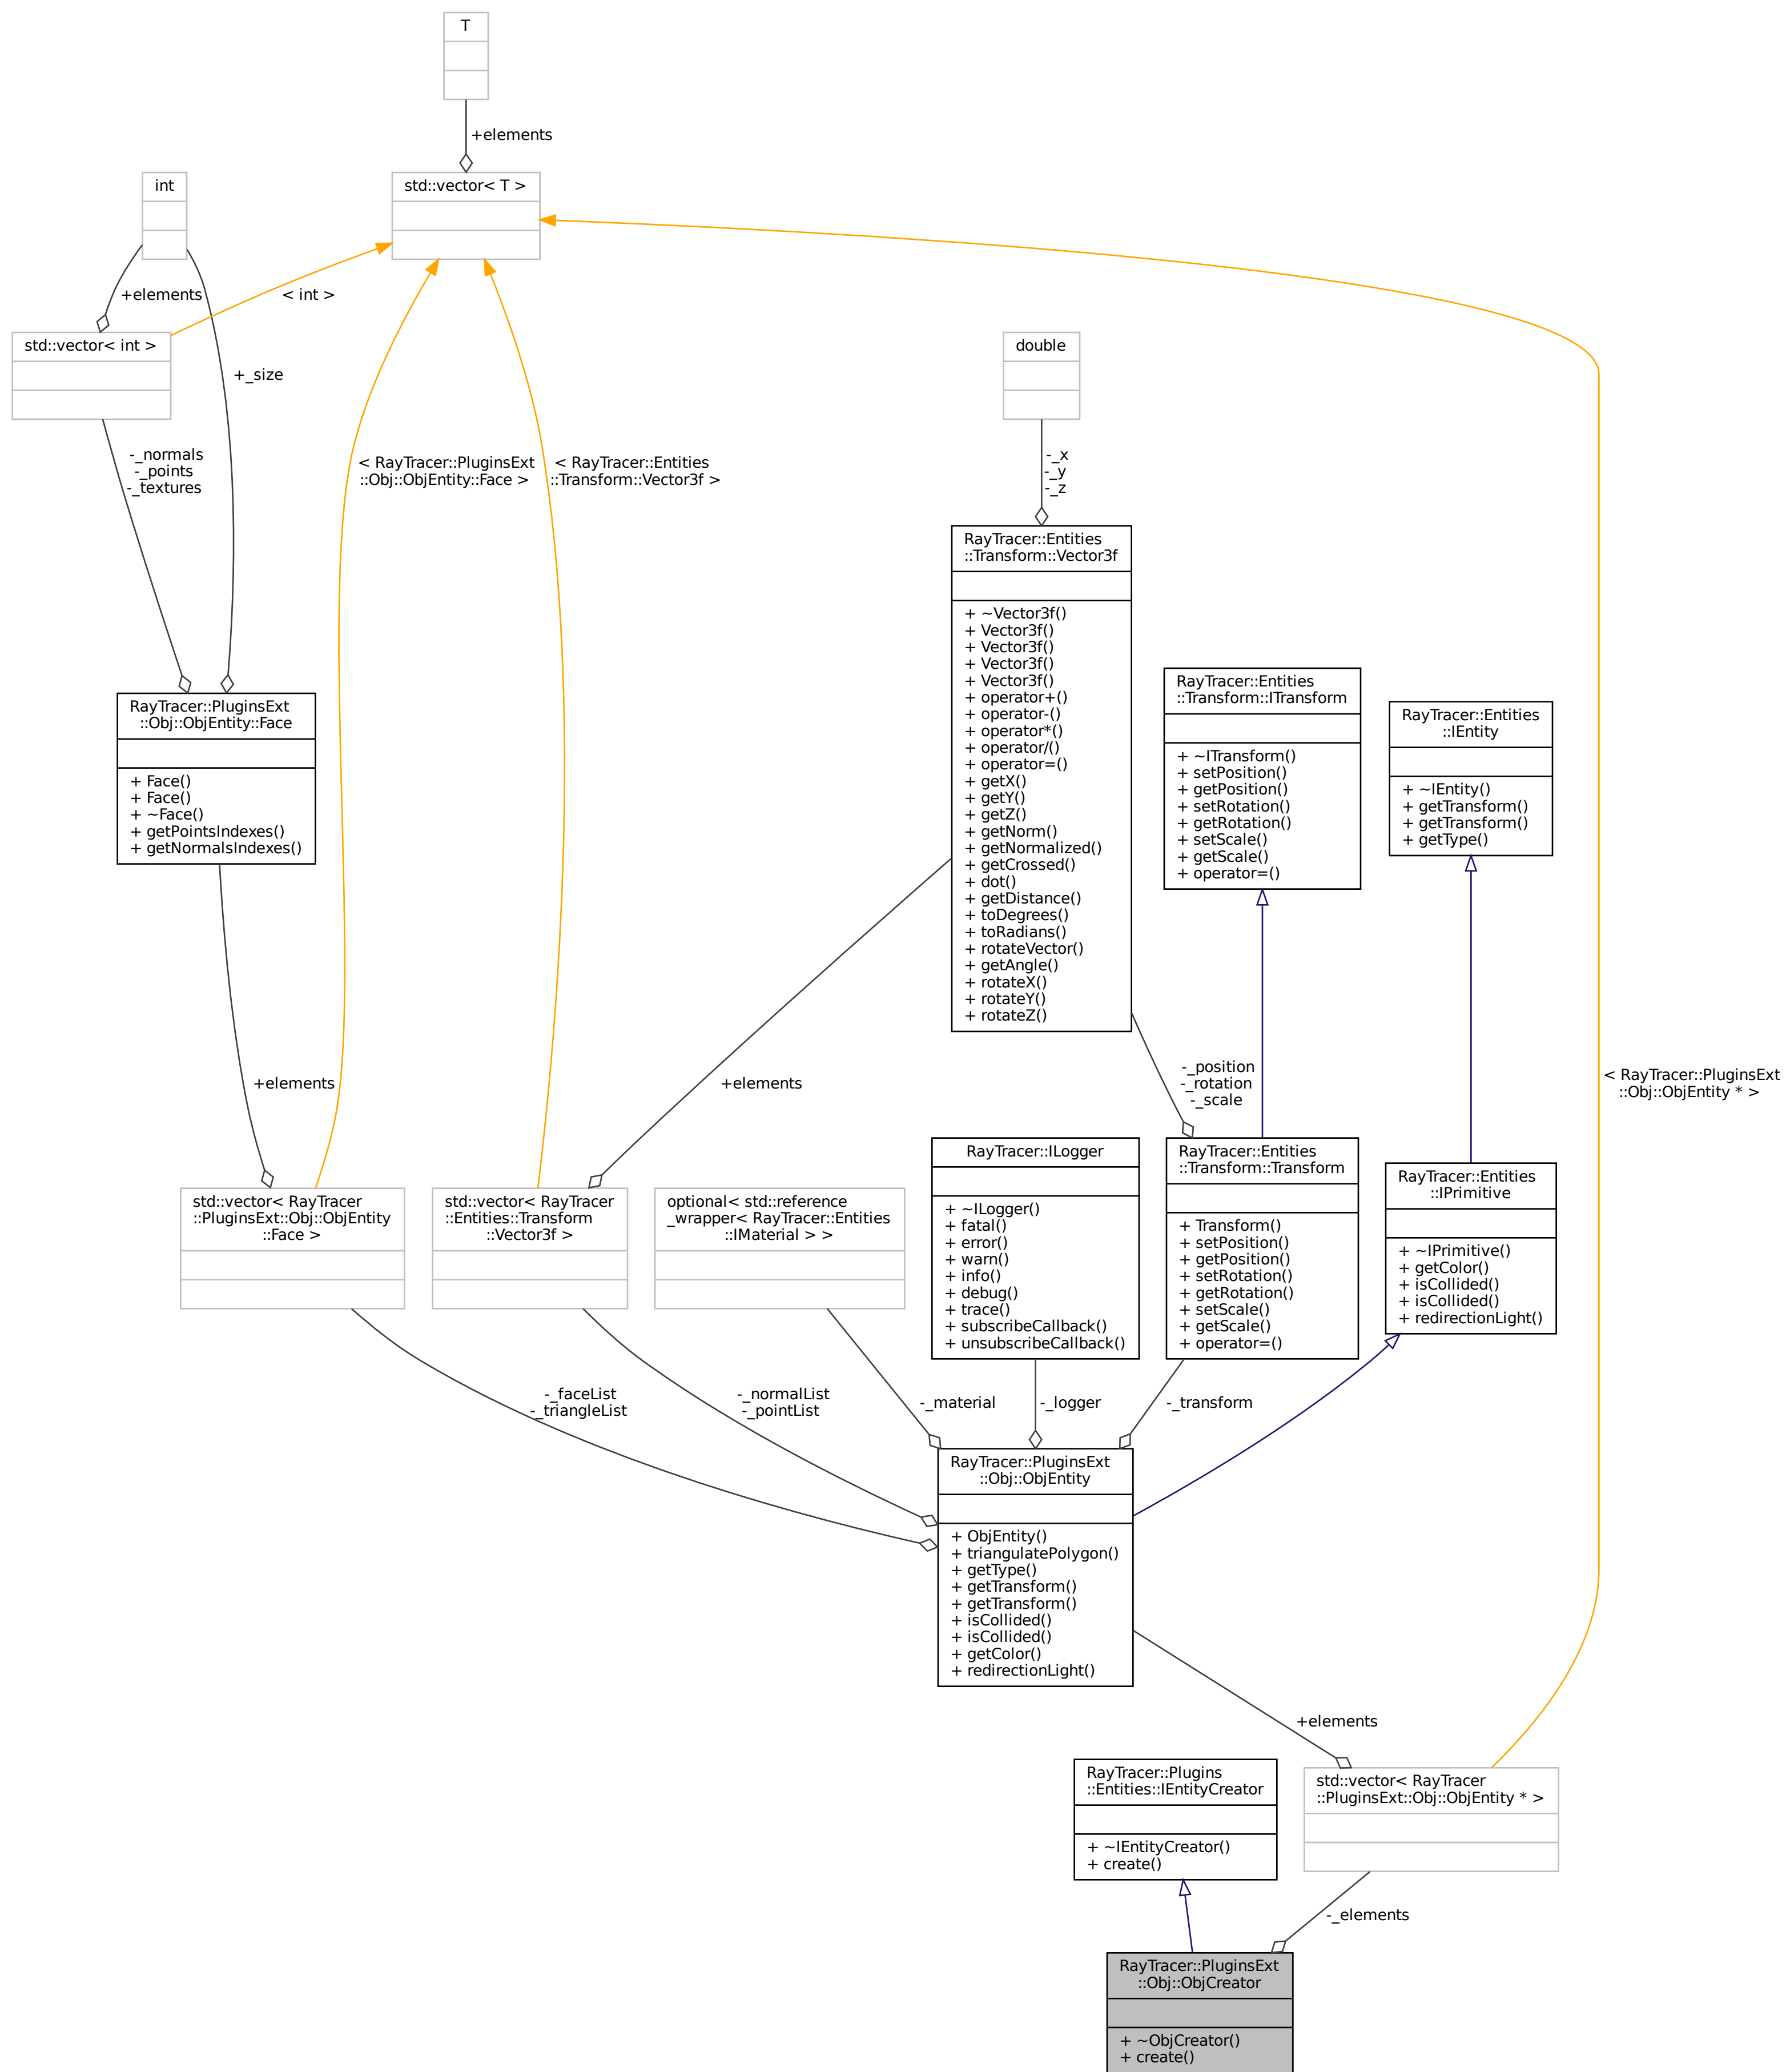 T
+elements
int
std::vector< T >
+elements
< int >
std::vector< int >
double
+_size
-_normals
-_points
-_textures
< RayTracer::PluginsExt
::Obj::ObjEntity::Face >
< RayTracer::Entities
::Transform::Vector3f >
-_x
-_y
-_z
RayTracer::Entities
::Transform::Vector3f
+ ~Vector3f()
+ Vector3f()
+ Vector3f()
+ Vector3f()
+ Vector3f()
+ operator+()
+ operator-()
+ operator*()
+ operator/()
+ operator=()
+ getX()
+ getY()
+ getZ()
+ getNorm()
+ getNormalized()
+ getCrossed()
+ dot()
+ getDistance()
+ toDegrees()
+ toRadians()
+ rotateVector()
+ getAngle()
+ rotateX()
+ rotateY()
+ rotateZ()
RayTracer::Entities
::Transform::ITransform
+ ~ITransform()
+ setPosition()
+ getPosition()
+ setRotation()
+ getRotation()
+ setScale()
+ getScale()
+ operator=()
RayTracer::Entities
::IEntity
+ ~IEntity()
+ getTransform()
+ getTransform()
+ getType()
RayTracer::PluginsExt
::Obj::ObjEntity::Face
+ Face()
+ Face()
+ ~Face()
+ getPointsIndexes()
+ getNormalsIndexes()
+elements
+elements
-_position
-_rotation
-_scale
< RayTracer::PluginsExt
::Obj::ObjEntity * >
std::vector< RayTracer
::PluginsExt::Obj::ObjEntity
::Face >
std::vector< RayTracer
::Entities::Transform
::Vector3f >
optional< std::reference
_wrapper< RayTracer::Entities
::IMaterial > >
RayTracer::ILogger
+ ~ILogger()
+ fatal()
+ error()
+ warn()
+ info()
+ debug()
+ trace()
+ subscribeCallback()
+ unsubscribeCallback()
RayTracer::Entities
::Transform::Transform
+ Transform()
+ setPosition()
+ getPosition()
+ setRotation()
+ getRotation()
+ setScale()
+ getScale()
+ operator=()
RayTracer::Entities
::IPrimitive
+ ~IPrimitive()
+ getColor()
+ isCollided()
+ isCollided()
+ redirectionLight()
-_faceList
-_triangleList
-_normalList
-_pointList
-_material
-_logger
-_transform
RayTracer::PluginsExt
::Obj::ObjEntity
+ ObjEntity()
+ triangulatePolygon()
+ getType()
+ getTransform()
+ getTransform()
+ isCollided()
+ isCollided()
+ getColor()
+ redirectionLight()
+elements
RayTracer::Plugins
::Entities::IEntityCreator
+ ~IEntityCreator()
+ create()
std::vector< RayTracer
::PluginsExt::Obj::ObjEntity * >
-_elements
RayTracer::PluginsExt
::Obj::ObjCreator
+ ~ObjCreator()
+ create()